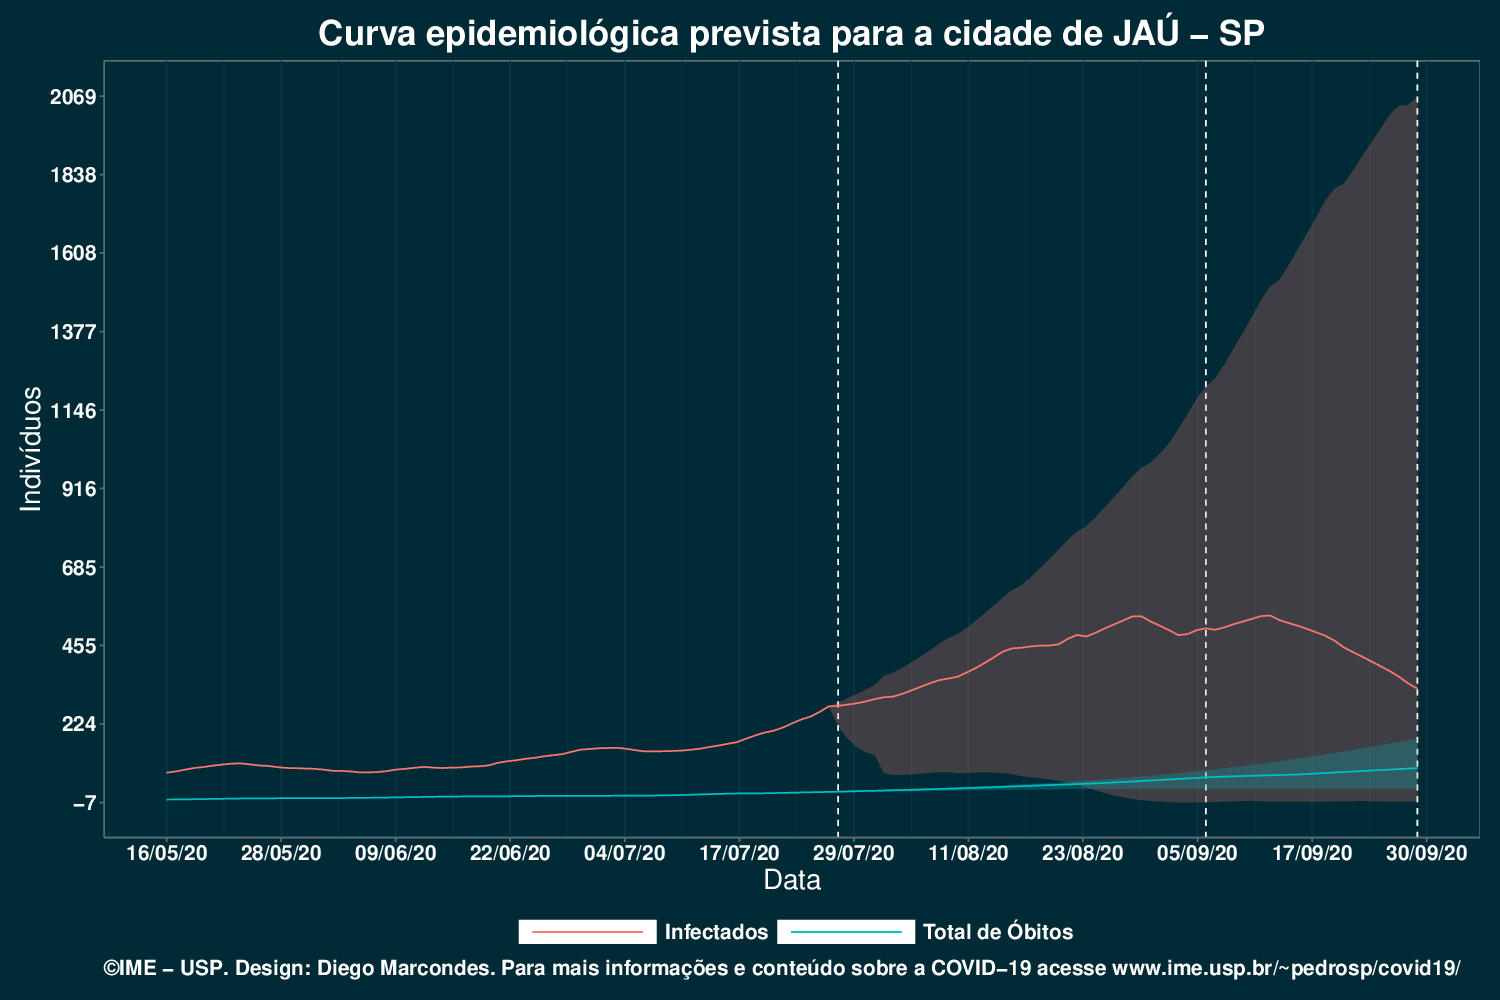 Curva epidemiológica prevista para a cidade de JAÚ − SP
2069
1838
1608
1377
1146
916
685
455
224
−7
Indivíduos
16/05/20 28/05/20 09/06/20 22/06/20 04/07/20 17/07/20 29/07/20 11/08/20 23/08/20 05/09/20 17/09/20 30/09/20
Data
Infectados Total de Óbitos
©IME − USP. Design: Diego Marcondes. Para mais informações e conteúdo sobre a COVID−19 acesse www.ime.usp.br/~pedrosp/covid19/